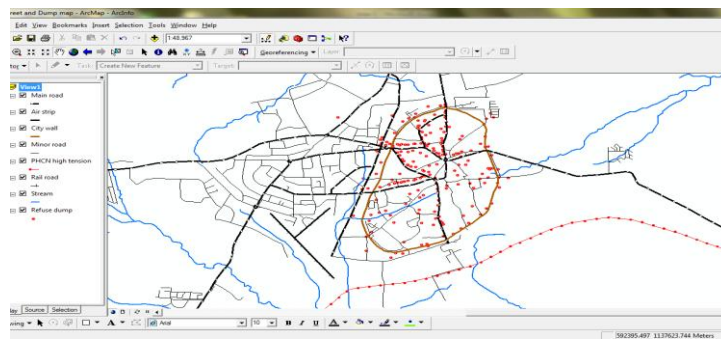 reet and Dump map - ArcMap - ArcInfo
Edit View Bookmarks Insert Selection Tools Window Help
1:48,967
Georeferencing Layer:
Task: Create New Feature Target:
View1
Main road
Air strip
City wall
Minor road
PHCN high tension
Rail road
Stream
Refuse dump
lay Source Selection
wing A Arial 10 B I U A
592395.497 1137623.744 Meters